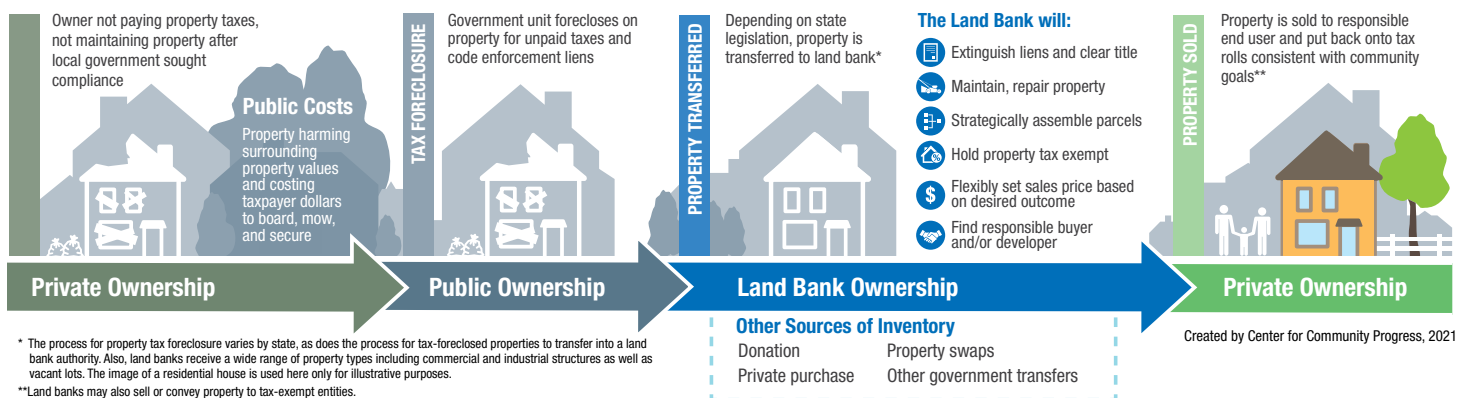 Owner not paying property taxes,
not maintaining property after
local government sought
compliance
Public Costs
Property harming
surrounding
property values
and costing
taxpayer dollars
to board, mow,
and secure
TAX FORECLOSURE
Government unit forecloses on
property for unpaid taxes and
code enforcement liens
PROPERTY TRANSFERRED
Depending on state
legislation, property is
transferred to land bank*
The Land Bank will:
Extinguish liens and clear title
Maintain, repair property
Strategically assemble parcels
Hold property tax exempt
$
Flexibly set sales price based
on desired outcome
Find responsible buyer
and/or developer
PROPERTY SOLD
Property is sold to responsible
end user and put back onto tax
rolls consistent with community
goals**
Private Ownership
Public Ownership
Land Bank Ownership
Private Ownership
Other Sources of Inventory
Donation
Property swaps
Private purchase
Other government transfers
Created by Center for Community Progress, 2021
* The process for property tax foreclosure varies by state, as does the process for tax-foreclosed properties to transfer into a land
bank authority. Also, land banks receive a wide range of property types including commercial and industrial structures as well as
vacant lots. The image of a residential house is used here only for illustrative purposes.
**Land banks may also sell or convey property to tax-exempt entities.